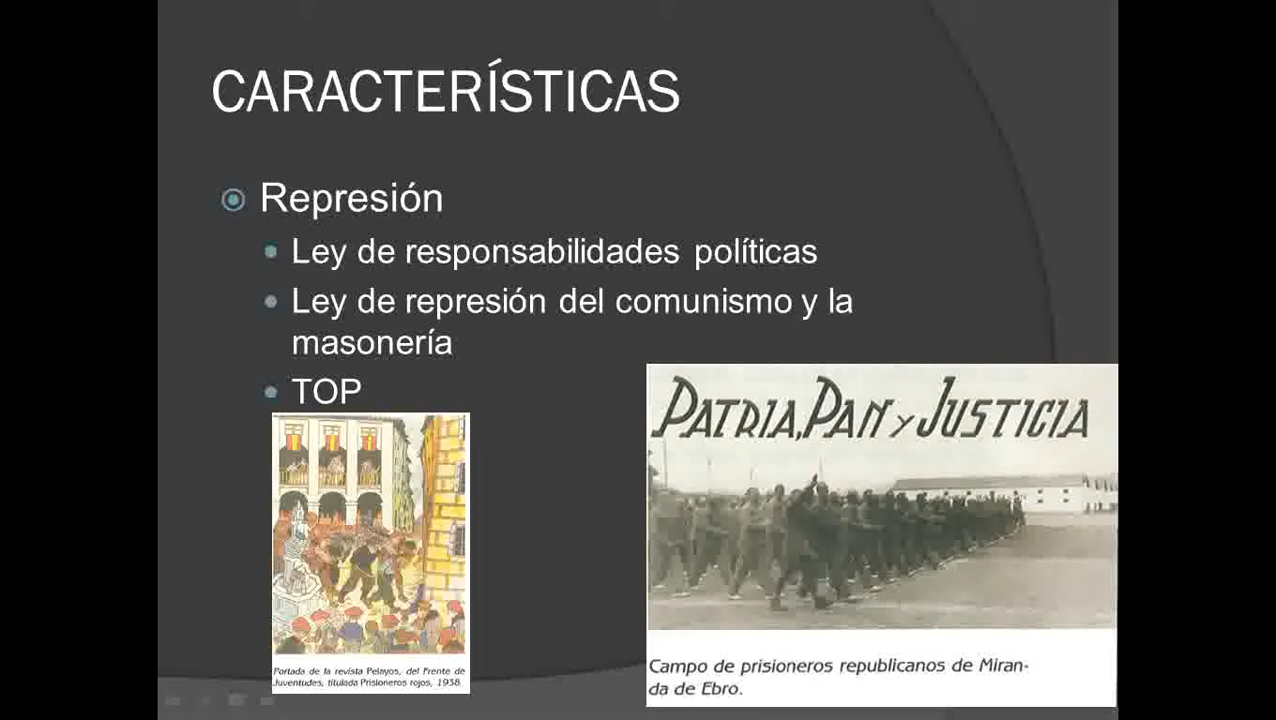 CARACTERÍSTICAS
Represión
Ley de responsabilidades políticas
Ley de represión del comunismo y la
masonería
TOP
PATRIA, PAN y JUSTICIA
Portada de la revista Pelayos, del Frente de
Juventudes, titulada Prisioneros rojos, 1938.
Campo de prisioneros republicanos de Miran-
da de Ebro.